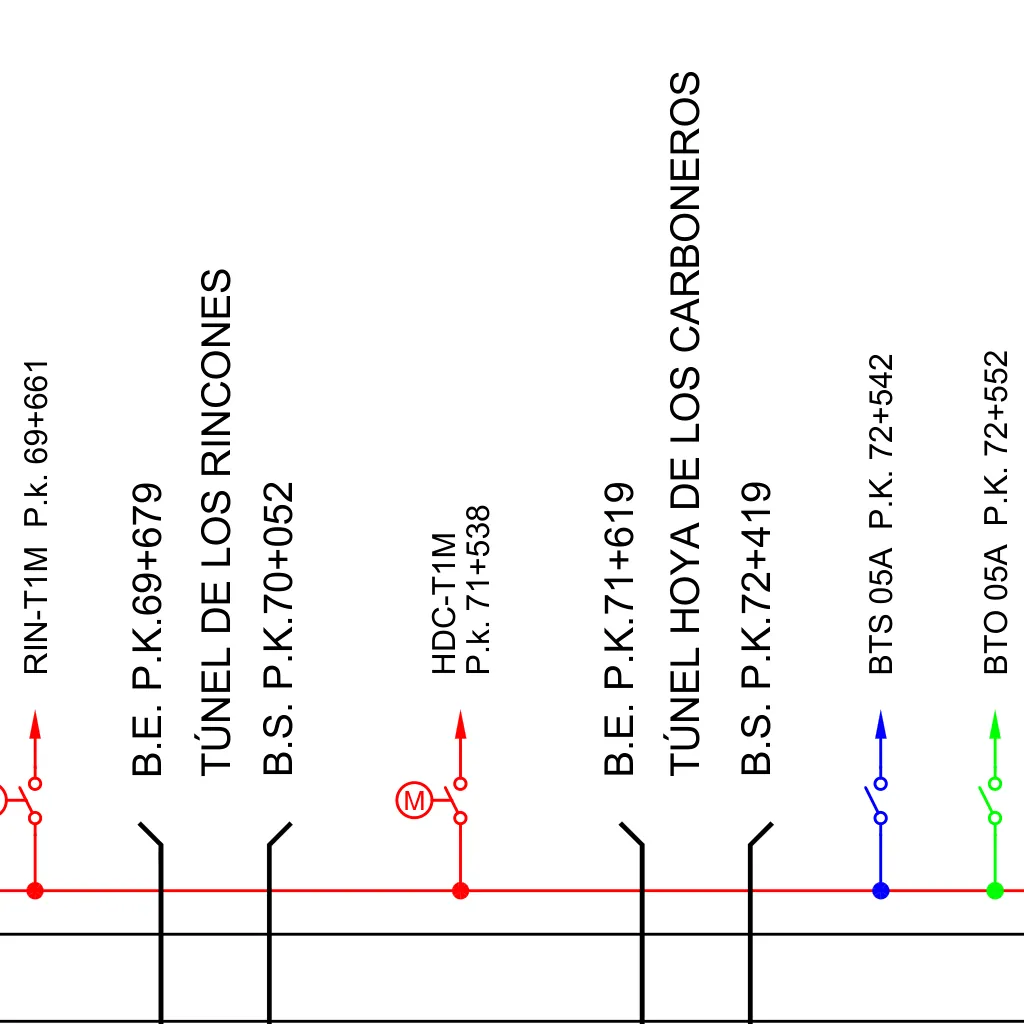 RIN-T1M P.k. 69+661
B.E. P.K.69+679
TÚNEL DE LOS RINCONES
B.S. P.K.70+052
HDC-T1M
P.k. 71+538
M
B.E. P.K.71+619
TÚNEL HOYA DE LOS CARBONEROS
B.S. P.K.72+419
BTS 05A P.K. 72+542
BTO 05A P.K. 72+552